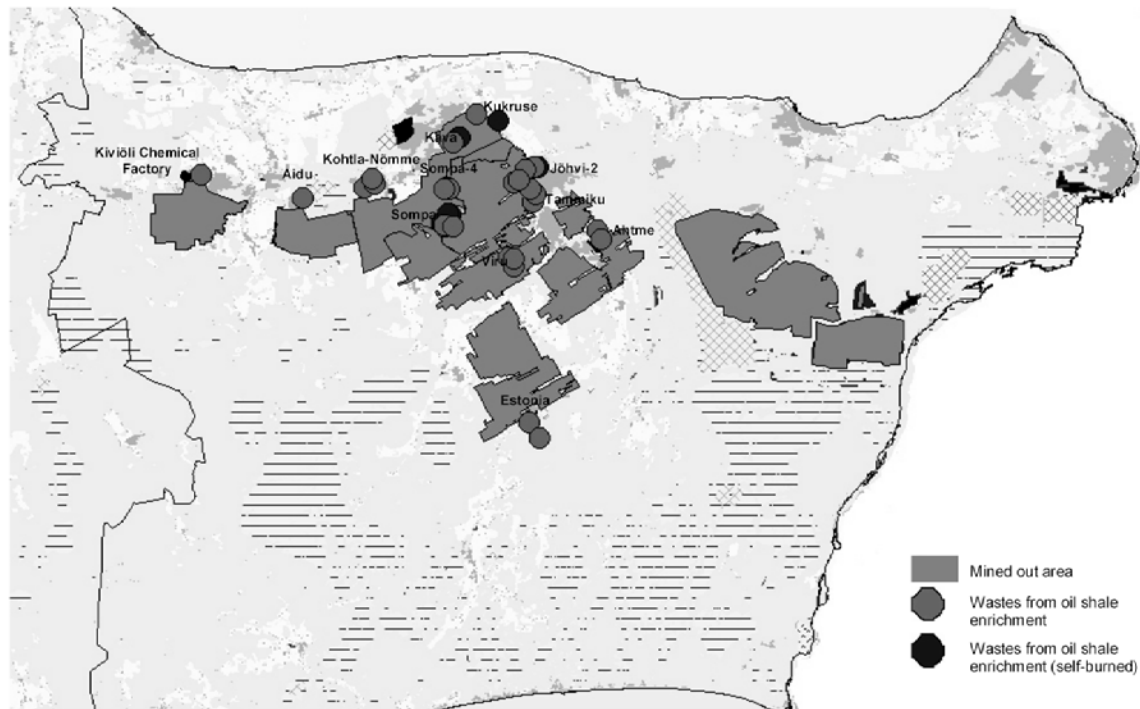 Kukruse
Käva
Kiviõli Chemical
Factory
Aidu
Kohtla-Nõmme
Sompa-4
Jõhvi-2
Sompa
Tammiku
Ahtme
Viru
Estonia
Mined out area
Wastes from oil shale
enrichment
Wastes from oil shale
enrichment (self-burned)